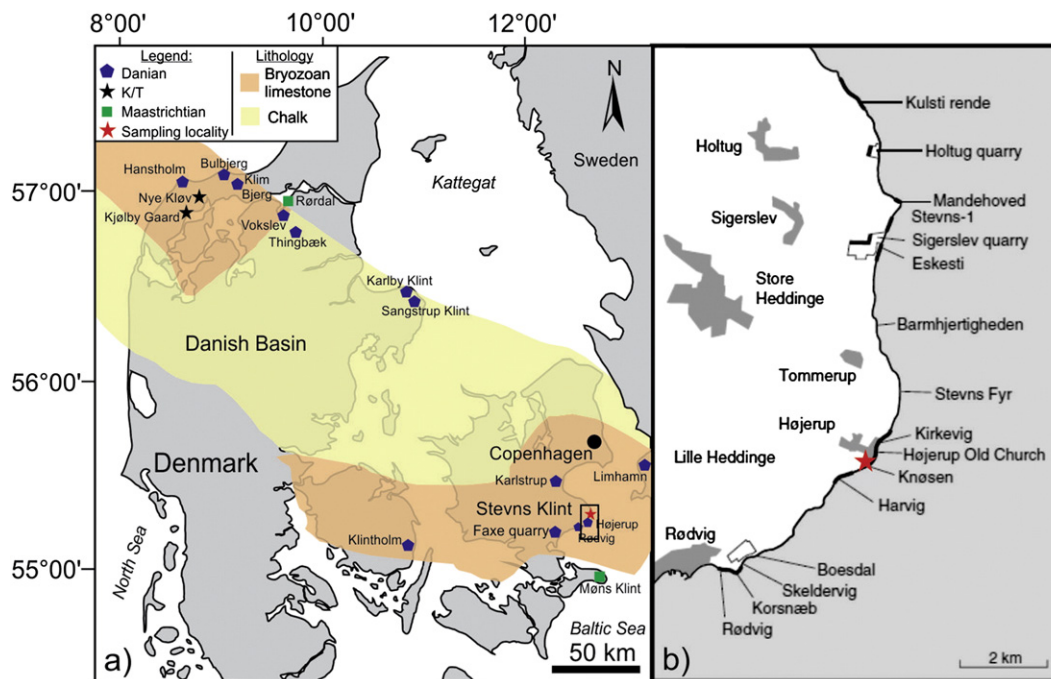 8°00'
10°00'
12°00'
57°00'
56°00'
55°00'
Legend:
Danian
K/T
Maastrichtian
Sampling locality
Lithology
Bryozoan
limestone
Chalk
N
Sweden
Kattegat
Hanstholm
Bulbjerg
Klim
Bjerg
Nye Kløv
Kjølby Gaard
Rørdal
Vokslev
Thingbæk
Karlby Klint
Sangstrup Klint
Danish Basin
Denmark
Copenhagen
Karlstrup
Limhamn
Stevns Klint
Højerup
Faxe quarry
Rødvig
Klintholm
Møns Klint
North Sea
Baltic Sea
50 km
a)
Kulsti rende
Holtug
Holtug quarry
Mandehoved
Stevns-1
Sigerslev
Sigerslev quarry
Eskesti
Store
Heddinge
Barmhjertigheden
Tommerup
Stevns Fyr
Højerup
Kirkevig
Højerup Old Church
Lille Heddinge
Knøsen
Harvig
Rødvig
Boesdal
Skeldervig
Korsnæb
Rødvig
b)
2 km